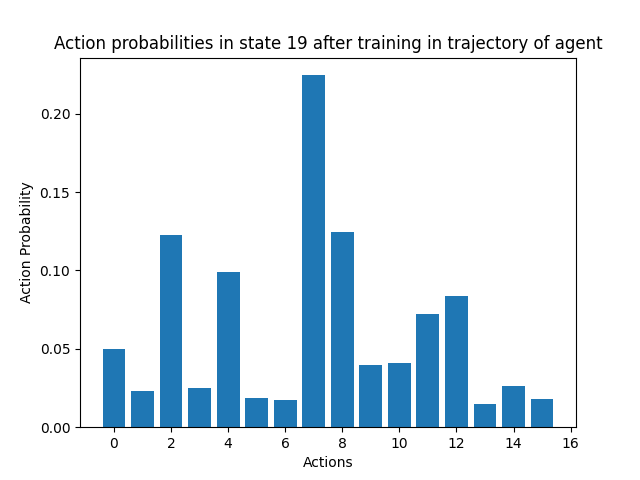 Action probabilities in state 19 after training in trajectory of agent
0.20
0.15
0.10
0.05
0.00
Action Probability
0 2 4 6 8 10 12 14 16
Actions